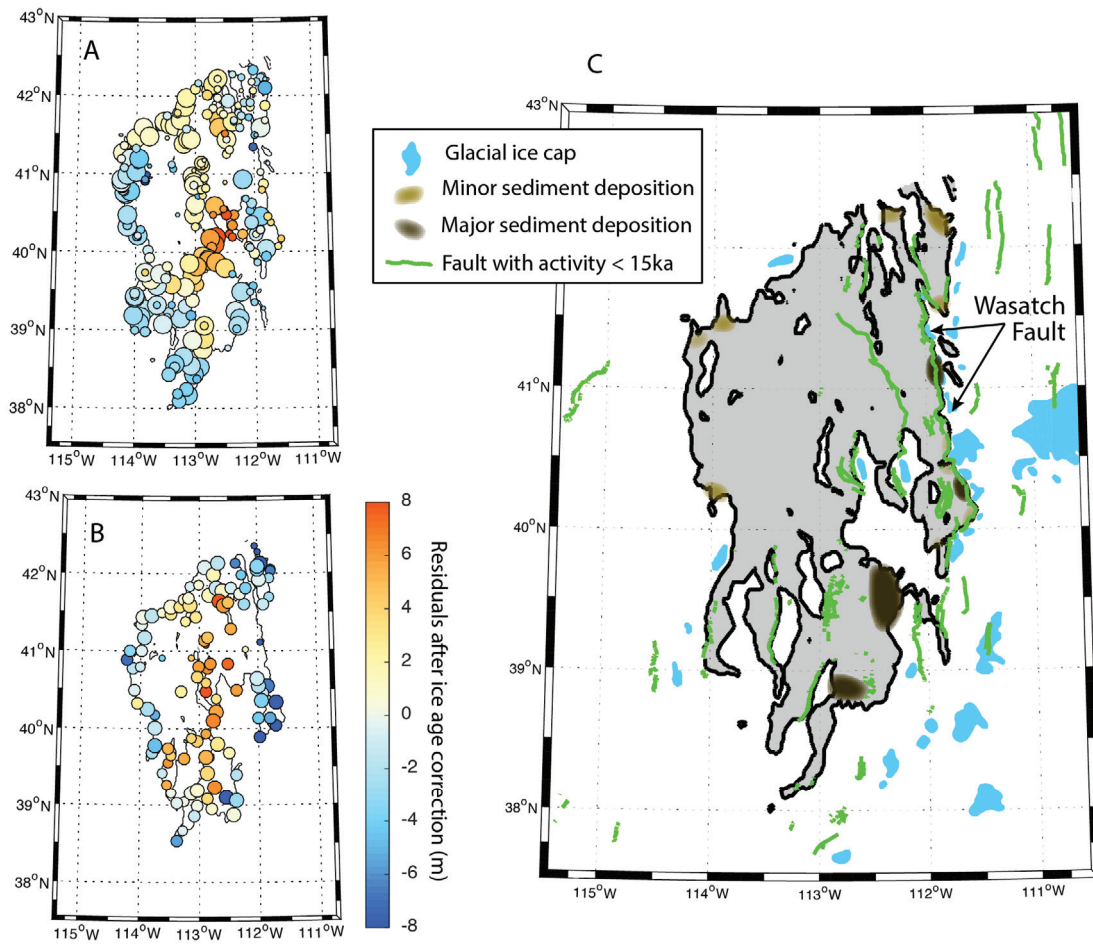 A
43°N
42°N
41°N
40°N
39°N
38°N
115°W 114°W 113°W 112°W 111°W
B
43°N
42°N
41°N
40°N
39°N
38°N
115°W 114°W 113°W 112°W 111°W
8
6
4
2
0
-2
-4
-6
-8
Residuals after ice age correction (m)
C
Glacial ice cap
Minor sediment deposition
Major sediment deposition
Fault with activity < 15ka
Wasatch
Fault
43°N
41°N
40°N
39°N
38°N
115°W 114°W 113°W 112°W 111°W